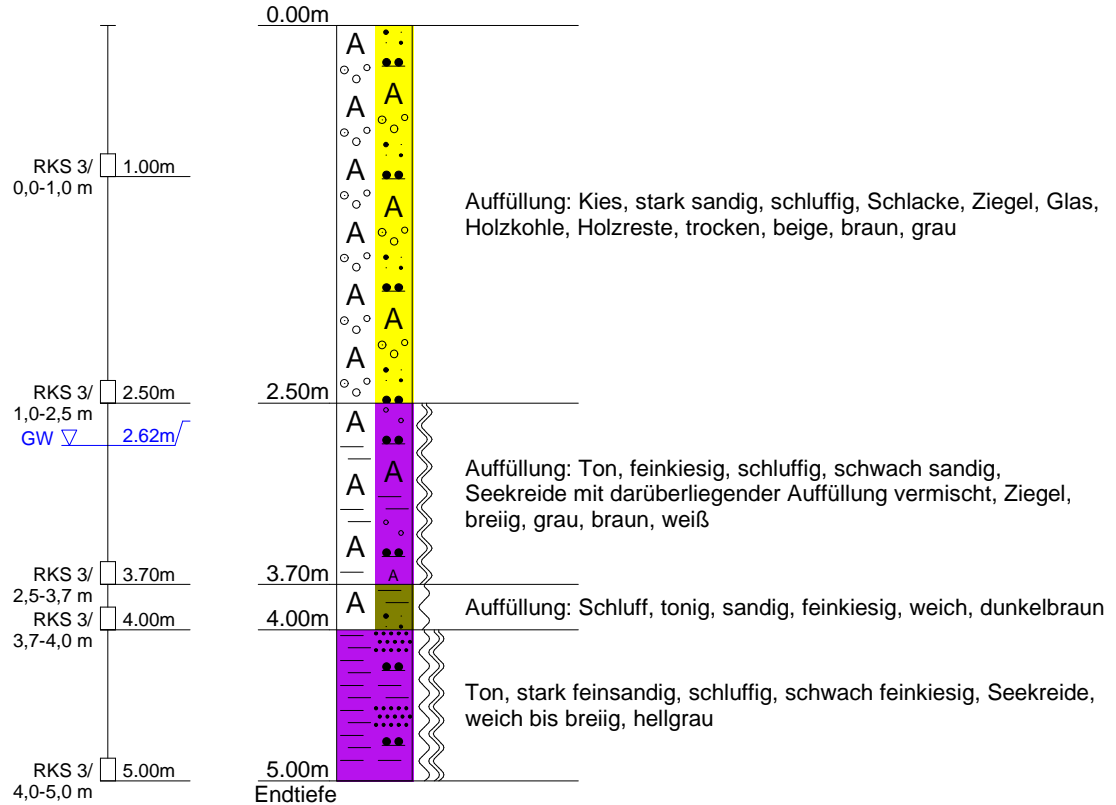 0.00m
A
A
A
A
A
A
A
A
A
RKS 3/ 1.00m
0,0-1,0 m
Auffüllung: Kies, stark sandig, schluffig, Schlacke, Ziegel, Glas,
Holzkohle, Holzreste, trocken, beige, braun, grau
RKS 3/ 2.50m
1,0-2,5 m
2.50m
GW 2.62m
A
A
A
A
A
Auffüllung: Ton, feinkiesig, schluffig, schwach sandig,
Seekreide mit darüberliegender Auffüllung vermischt, Ziegel,
breiig, grau, braun, weiß
RKS 3/ 3.70m
2,5-3,7 m
3.70m
A
Auffüllung: Schluff, tonig, sandig, feinkiesig, weich, dunkelbraun
RKS 3/ 4.00m
3,7-4,0 m
4.00m
Ton, stark feinsandig, schluffig, schwach feinkiesig, Seekreide,
weich bis breiig, hellgrau
RKS 3/ 5.00m
4,0-5,0 m
5.00m
Endtiefe